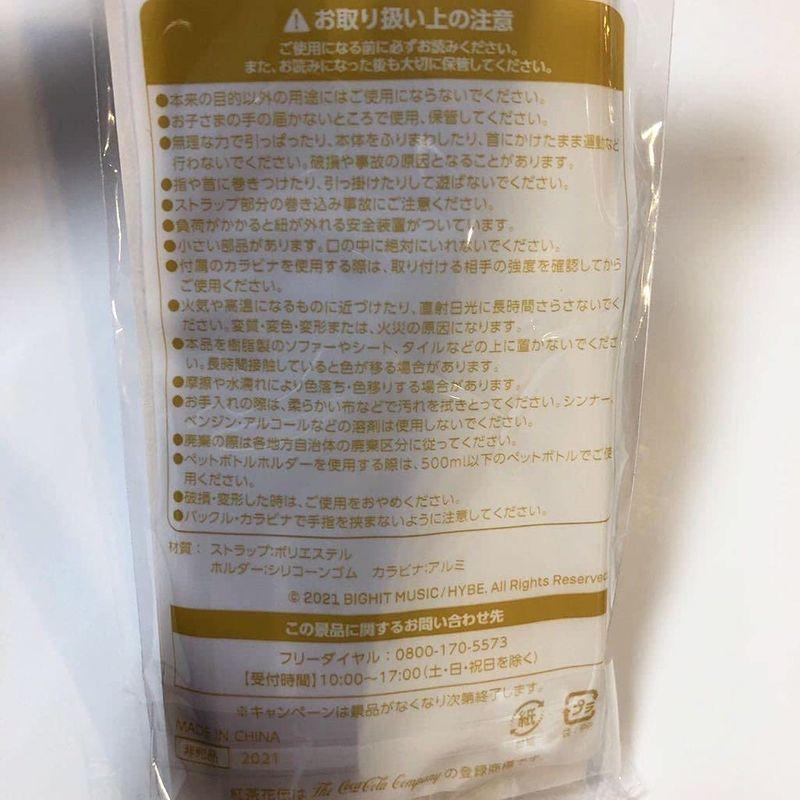 ⚠お取り扱い上の注意
ご使用になる前に必ずお読みください。
また、お読みになった後も大切に保管してください。
●本来の目的以外の用途にはご使用にならないでください。
●お子さまの手の届かないところで使用、保管してください。
●無理な力で引っぱったり、本体をふりまわしたり、首にかけたまま運動など
行わないでください。破損や事故の原因となることがあります。
●指や首に巻きつけたり、引っ掛けたりして遊ばないでください。
●ストラップ部分の巻き込み事故にご注意ください。
●負荷がかかると紐が外れる安全装置がついています。
●小さい部品があります。口の中に絶対にいれないでください。
●付属のカラビナを使用する際は、取り付ける相手の強度を確認してから
ご使用ください。
●火気や高温になるものに近づけたり、直射日光に長時間さらさないでく
ださい。変質・変色・変形または、火災の原因になります。
●本品を樹脂製のソファーやシート、タイルなどの上に置かないでくださ
い。長時間接触していると色が移る場合があります。
●摩擦や水濡れにより色落ち・色移りする場合があります。
●お手入れの際は、柔らかい布などで汚れを拭きとってください。シンナー、
ベンジン・アルコールなどの溶剤は使用しないでください。
●廃棄の際は各地方自治体の廃棄区分に従ってください。
●ペットボトルホルダーを使用する際は、500ml以下のペットボトルでご使
用ください。
●破損・変形した時は、ご使用をおやめください。
●バックル・カラビナで手指を挟まないように注意してください。
材質： ストラップ:ポリエステル
ホルダー:シリコーンゴム カラビナ:アルミ
© 2021 BIGHIT MUSIC/HYBE. All Rights Reserved
この景品に関するお問い合わせ先
フリーダイヤル：0800-170-5573
【受付時間】10:00〜17:00(土・日・祝日を除く)
※キャンペーンは景品がなくなり次第終了します。
MADE IN CHINA
紙
プラ
非売品 2021
紅茶花伝は The Coca-Cola Company の登録商標です